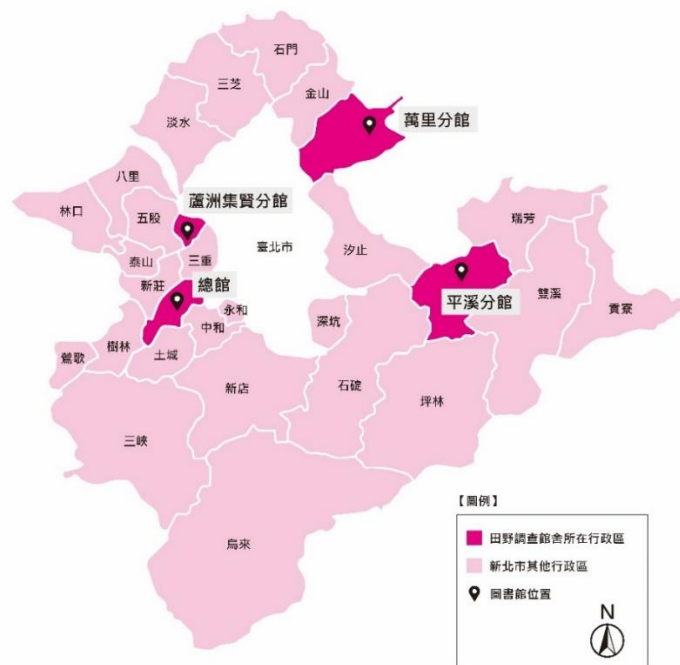 石門
三芝
金山
淡水
萬里分館
八里
蘆洲集賢分館
林口
五股
瑞芳
臺北市
汐止
泰山
三重
新莊
總館
平溪分館
雙溪
貢寮
永和
深坑
中和
樹林
鶯歌
土城
新店
石碇
坪林
三峽
烏來
【圖例】
田野調查館舍所在行政區
新北市其他行政區
圖書館位置
N